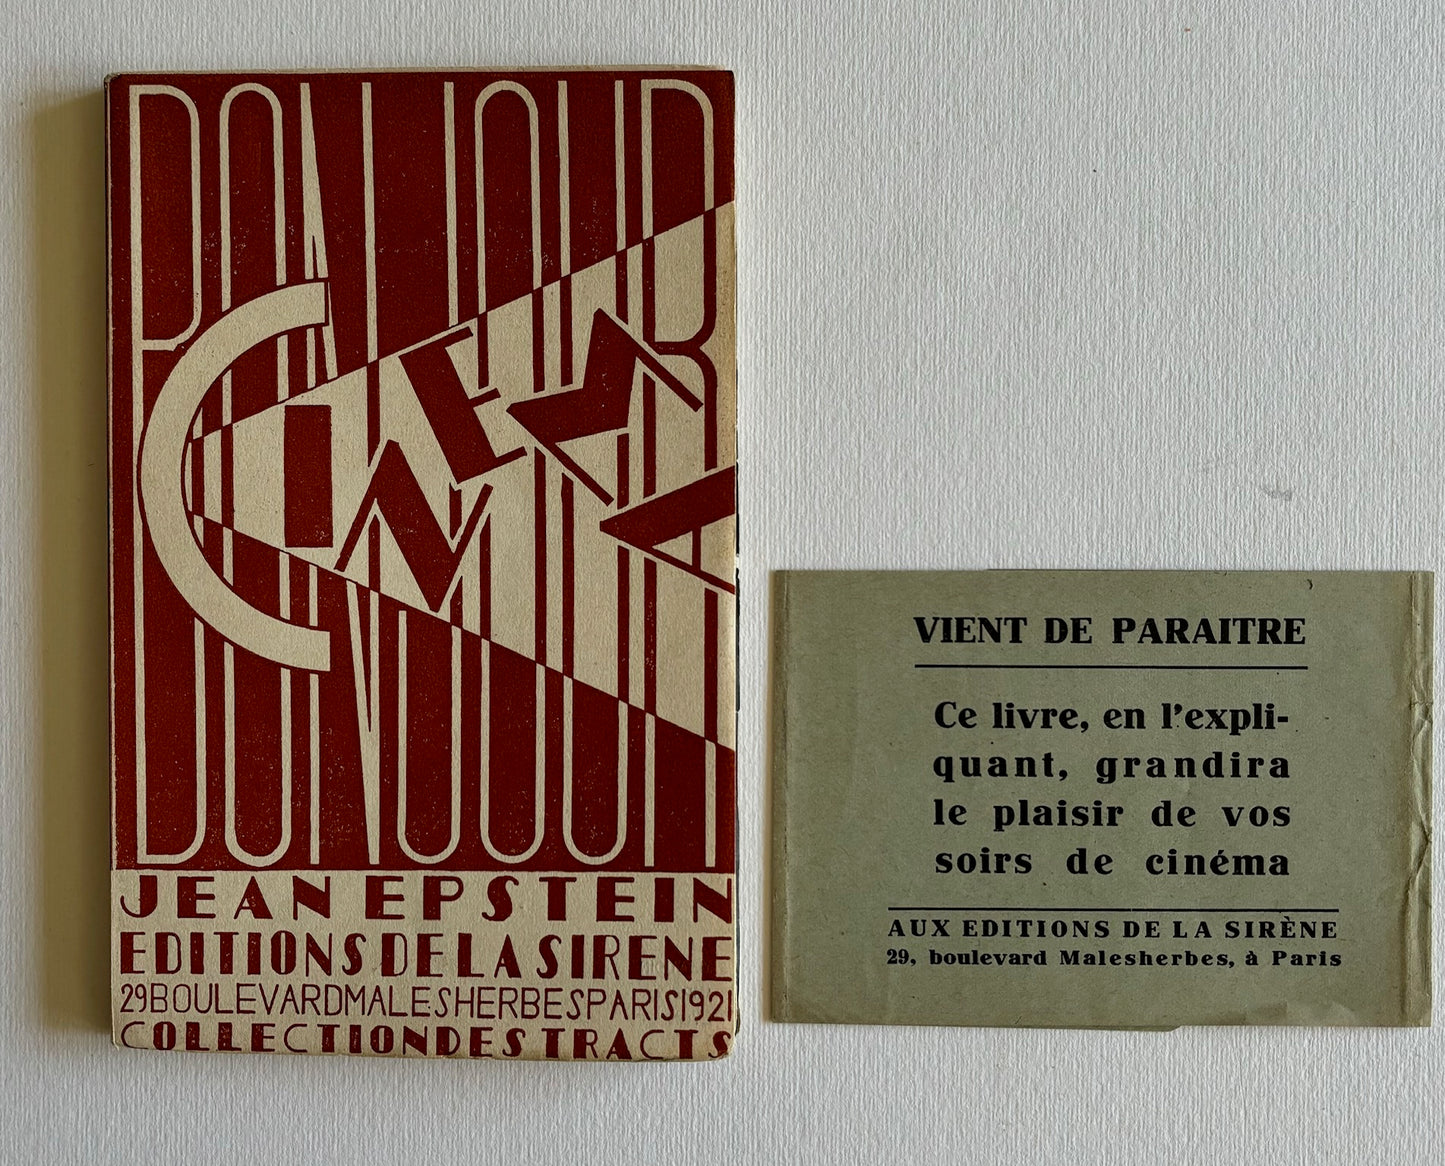 BONJOUR
CINEMA
JEAN EPSTEIN
EDITIONS DE LA SIRENE
29 BOULEVARD MALESHERBES PARIS 1921
COLLECTION DES TRACTS
VIENT DE PARAITRE
Ce livre, en l'expli-
quant, grandira
le plaisir de vos
soirs de cinéma
AUX EDITIONS DE LA SIRÈNE
29, boulevard Malesherbes, à Paris